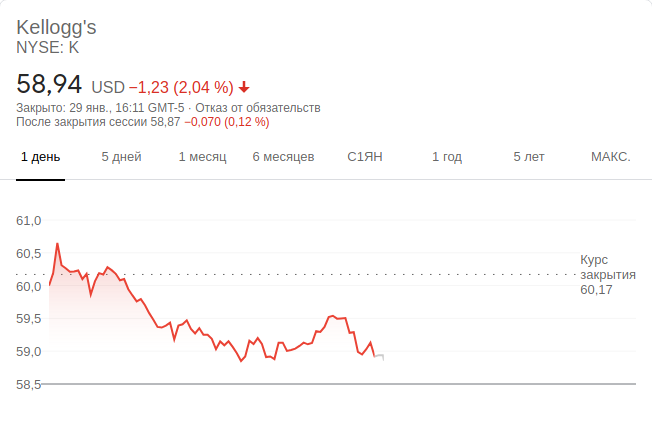 Kellogg's
NYSE: K
58,94 USD −1,23 (2,04 %)
Закрыто: 29 янв., 16:11 GMT-5 · Отказ от обязательств
После закрытия сессии 58,87 −0,070 (0,12 %)
1 день 5 дней 1 месяц 6 месяцев С1ЯН 1 год 5 лет МАКС.
61,0
60,5
60,0
59,5
59,0
58,5
Курс
закрытия
60,17